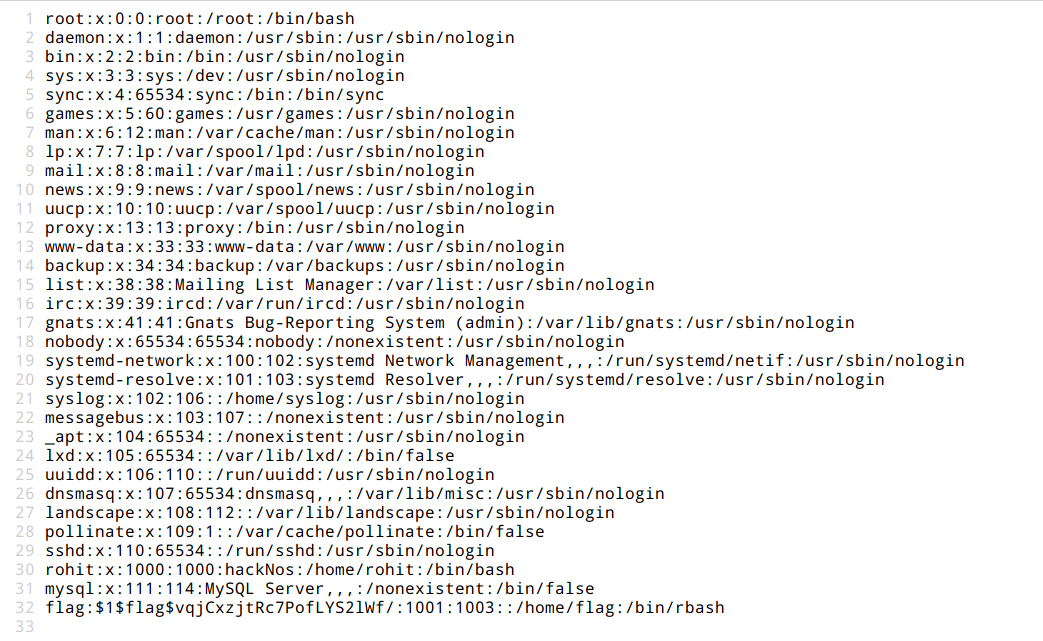 1 root:x:0:0:root:/root:/bin/bash
2 daemon:x:1:1:daemon:/usr/sbin:/usr/sbin/nologin
3 bin:x:2:2:bin:/bin:/usr/sbin/nologin
4 sys:x:3:3:sys:/dev:/usr/sbin/nologin
5 sync:x:4:65534:sync:/bin:/bin/sync
6 games:x:5:60:games:/usr/games:/usr/sbin/nologin
7 man:x:6:12:man:/var/cache/man:/usr/sbin/nologin
8 lp:x:7:7:lp:/var/spool/lpd:/usr/sbin/nologin
9 mail:x:8:8:mail:/var/mail:/usr/sbin/nologin
10 news:x:9:9:news:/var/spool/news:/usr/sbin/nologin
11 uucp:x:10:10:uucp:/var/spool/uucp:/usr/sbin/nologin
12 proxy:x:13:13:proxy:/bin:/usr/sbin/nologin
13 www-data:x:33:33:www-data:/var/www:/usr/sbin/nologin
14 backup:x:34:34:backup:/var/backups:/usr/sbin/nologin
15 list:x:38:38:Mailing List Manager:/var/list:/usr/sbin/nologin
16 irc:x:39:39:ircd:/var/run/ircd:/usr/sbin/nologin
17 gnats:x:41:41:Gnats Bug-Reporting System (admin):/var/lib/gnats:/usr/sbin/nologin
18 nobody:x:65534:65534:nobody:/nonexistent:/usr/sbin/nologin
19 systemd-network:x:100:102:systemd Network Management,,,:/run/systemd/netif:/usr/sbin/nologin
20 systemd-resolve:x:101:103:systemd Resolver,,,:/run/systemd/resolve:/usr/sbin/nologin
21 syslog:x:102:106::/home/syslog:/usr/sbin/nologin
22 messagebus:x:103:107::/nonexistent:/usr/sbin/nologin
23 _apt:x:104:65534::/nonexistent:/usr/sbin/nologin
24 lxd:x:105:65534::/var/lib/lxd/:/bin/false
25 uuidd:x:106:110::/run/uuidd:/usr/sbin/nologin
26 dnsmasq:x:107:65534:dnsmasq,,,:/var/lib/misc:/usr/sbin/nologin
27 landscape:x:108:112::/var/lib/landscape:/usr/sbin/nologin
28 pollinate:x:109:1::/var/cache/pollinate:/bin/false
29 sshd:x:110:65534::/run/sshd:/usr/sbin/nologin
30 rohit:x:1000:1000:hackNos:/home/rohit:/bin/bash
31 mysql:x:111:114:MySQL Server,,,:/nonexistent:/bin/false
32 flag:$1$flag$vqjCxzjtRc7PofLYS2lWf/:1001:1003::/home/flag:/bin/rbash
33